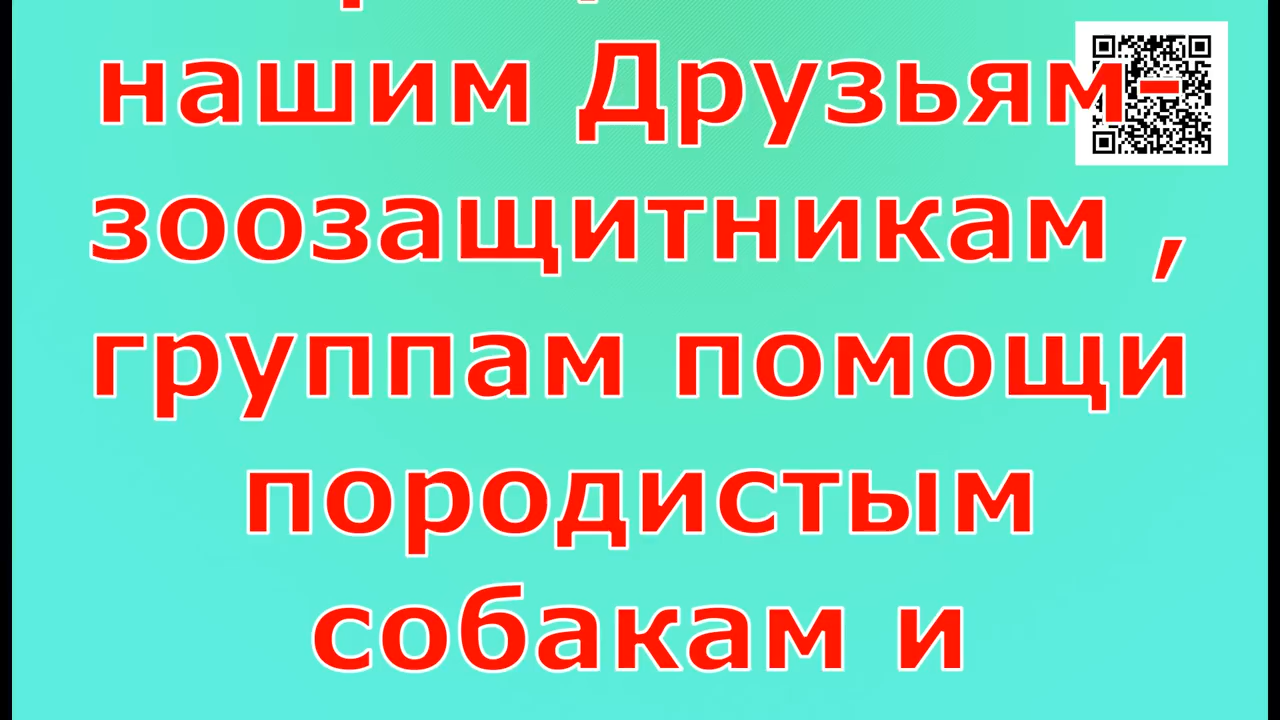 нашим Друзьям-
зоозащитникам ,
группам помощи
породистым
собакам и